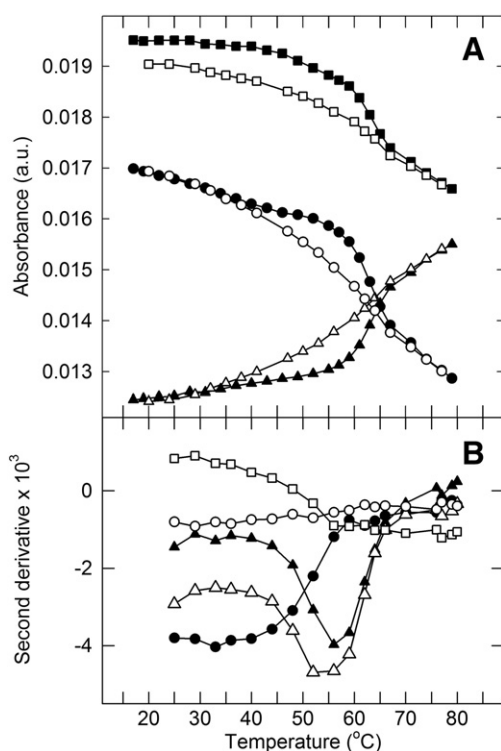 A
0.019
0.018
0.017
0.016
0.015
0.014
0.013
Absorbance (a.u.)
B
0
-2
-4
Second derivative x 10³
20 30 40 50 60 70 80
Temperature (°C)